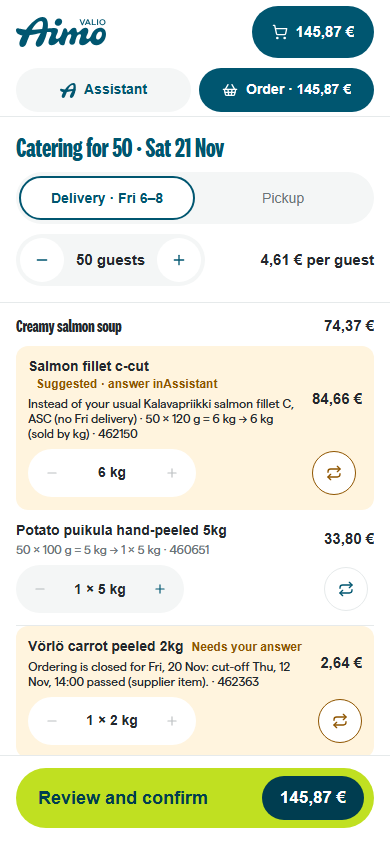 VALIO
Aimo
145,87 €
Assistant
Order · 145,87 €
Catering for 50 · Sat 21 Nov
Delivery · Fri 6–8
Pickup
− 50 guests +
4,61 € per guest
Creamy salmon soup
74,37 €
Salmon fillet c-cut
Suggested · answer inAssistant
Instead of your usual Kalavapriikki salmon fillet C,
ASC (no Fri delivery) · 50 × 120 g = 6 kg → 6 kg
(sold by kg) · 462150
84,66 €
− 6 kg +
Potato puikula hand-peeled 5kg
50 × 100 g = 5 kg → 1 × 5 kg · 460651
33,80 €
− 1 × 5 kg +
Vörlö carrot peeled 2kg Needs your answer
Ordering is closed for Fri, 20 Nov: cut-off Thu, 12
Nov, 14:00 passed (supplier item). · 462363
2,64 €
− 1 × 2 kg +
Review and confirm
145,87 €